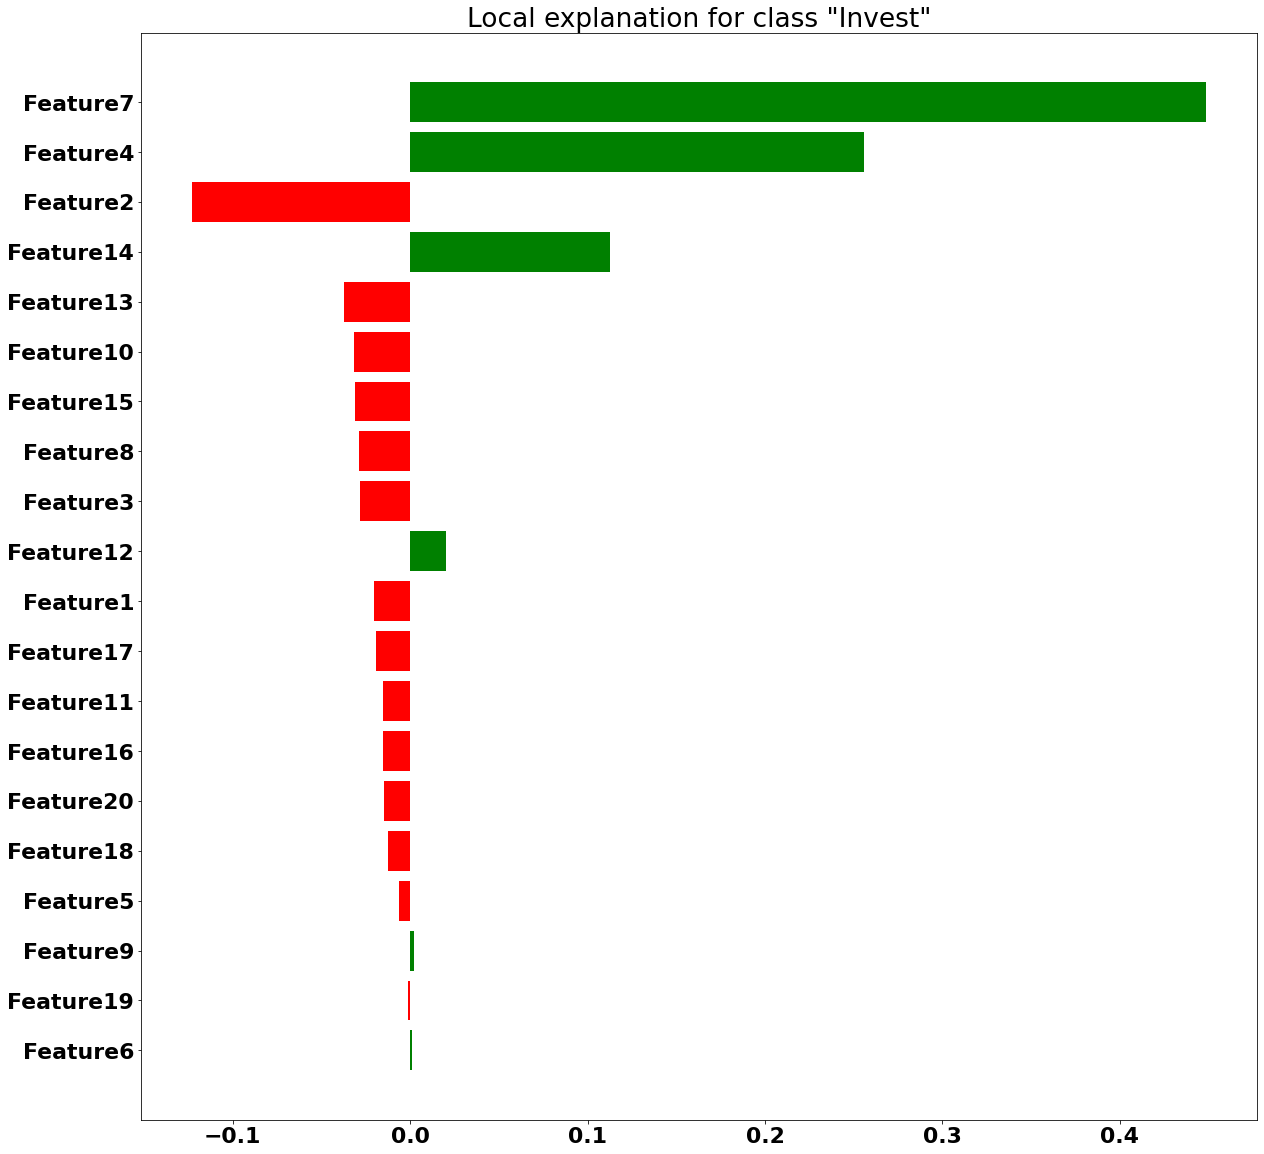 Local explanation for class "Invest"
Feature7
Feature4
Feature2
Feature14
Feature13
Feature10
Feature15
Feature8
Feature3
Feature12
Feature1
Feature17
Feature11
Feature16
Feature20
Feature18
Feature5
Feature9
Feature19
Feature6
−0.1 0.0 0.1 0.2 0.3 0.4